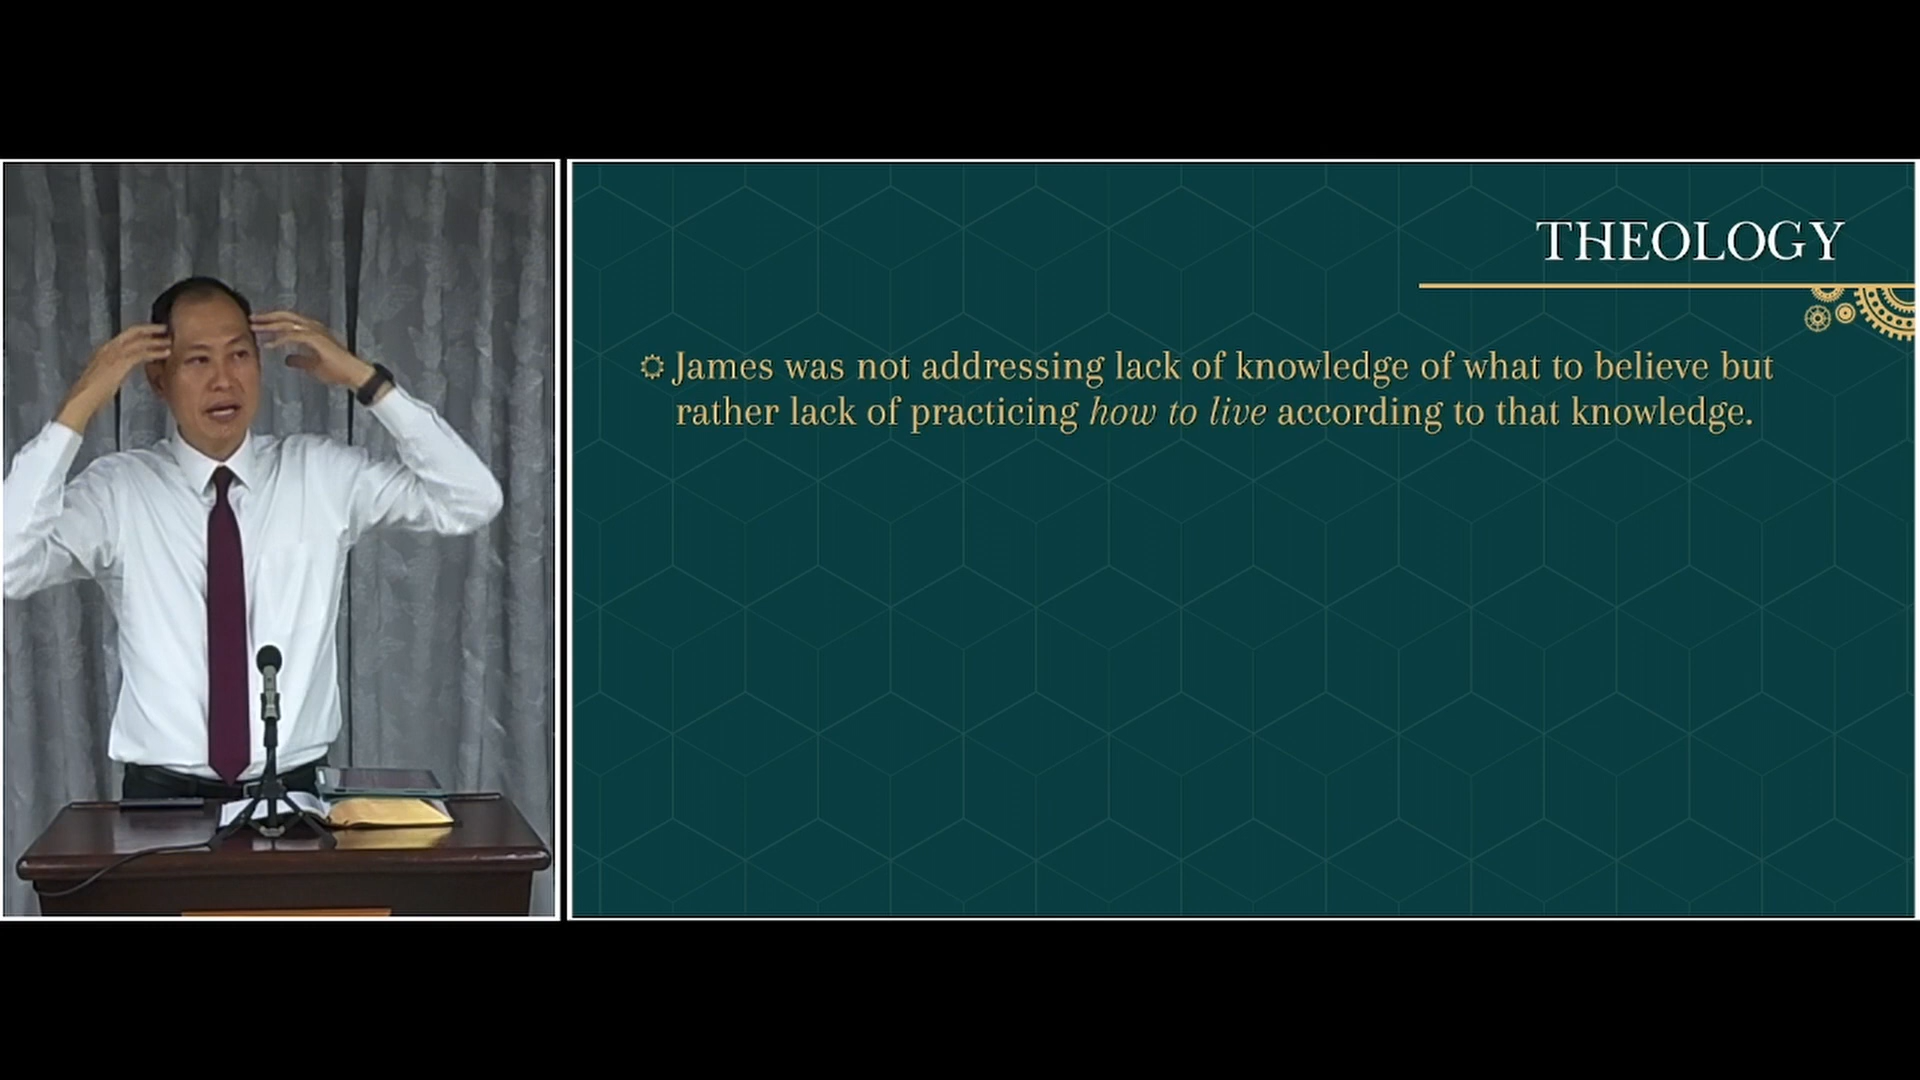 THEOLOGY
James was not addressing lack of knowledge of what to believe but
rather lack of practicing how to live according to that knowledge.